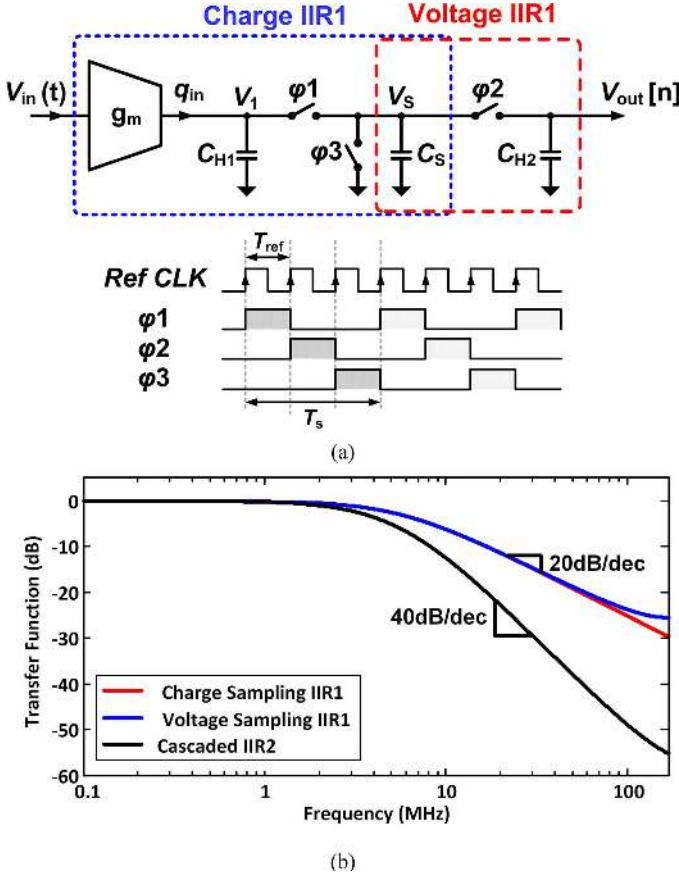 Charge IIR1 Voltage IIR1
Vin (t) gm qin V1 φ1 VS φ2 Vout [n]
CH1 φ3 CS CH2
Tref
Ref CLK
φ1
φ2
φ3
Ts
(a)
Transfer Function (dB)
0
-10
-20
-30
-40
-50
-60
20dB/dec
40dB/dec
Charge Sampling IIR1
Voltage Sampling IIR1
Cascaded IIR2
0.1 1 10 100
Frequency (MHz)
(b)